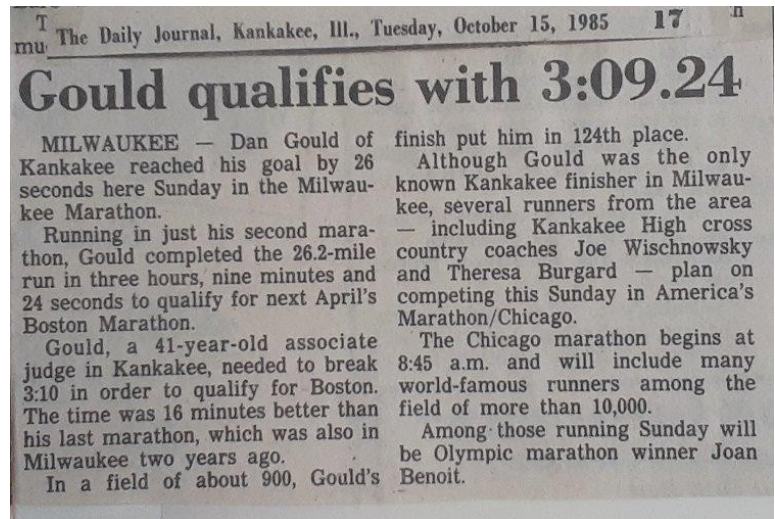 T
mu
The Daily Journal, Kankakee, Ill., Tuesday, October 15, 1985 17
n
Gould qualifies with 3:09.24
MILWAUKEE — Dan Gould of
Kankakee reached his goal by 26
seconds here Sunday in the Milwau-
kee Marathon.
Running in just his second mara-
thon, Gould completed the 26.2-mile
run in three hours, nine minutes and
24 seconds to qualify for next April's
Boston Marathon.
Gould, a 41-year-old associate
judge in Kankakee, needed to break
3:10 in order to qualify for Boston.
The time was 16 minutes better than
his last marathon, which was also in
Milwaukee two years ago.
In a field of about 900, Gould's
finish put him in 124th place.
Although Gould was the only
known Kankakee finisher in Milwau-
kee, several runners from the area
— including Kankakee High cross
country coaches Joe Wischnowsky
and Theresa Burgard — plan on
competing this Sunday in America's
Marathon/Chicago.
The Chicago marathon begins at
8:45 a.m. and will include many
world-famous runners among the
field of more than 10,000.
Among those running Sunday will
be Olympic marathon winner Joan
Benoit.